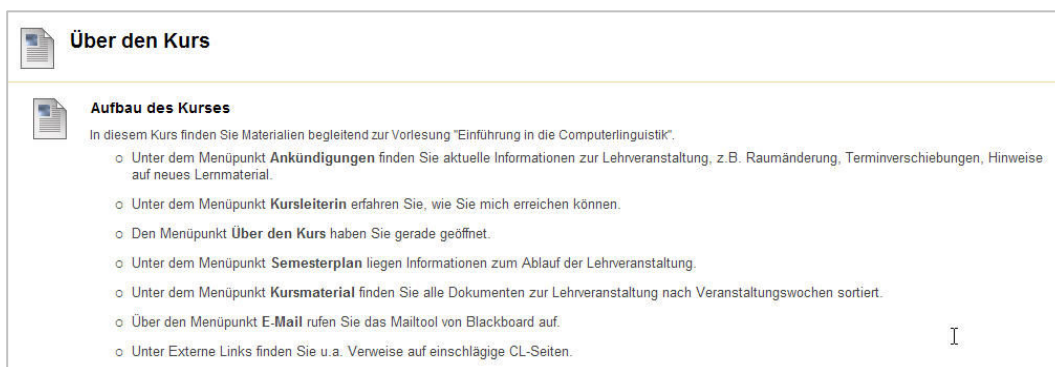 Über den Kurs
Aufbau des Kurses
In diesem Kurs finden Sie Materialien begleitend zur Vorlesung "Einführung in die Computerlinguistik".
o Unter dem Menüpunkt Ankündigungen finden Sie aktuelle Informationen zur Lehrveranstaltung, z.B. Raumänderung, Terminverschiebungen, Hinweise
auf neues Lernmaterial.
o Unter dem Menüpunkt Kursleiterin erfahren Sie, wie Sie mich erreichen können.
o Den Menüpunkt Über den Kurs haben Sie gerade geöffnet.
o Unter dem Menüpunkt Semesterplan liegen Informationen zum Ablauf der Lehrveranstaltung.
o Unter dem Menüpunkt Kursmaterial finden Sie alle Dokumenten zur Lehrveranstaltung nach Veranstaltungswochen sortiert.
o Über den Menüpunkt E-Mail rufen Sie das Mailtool von Blackboard auf.
o Unter Externe Links finden Sie u.a. Verweise auf einschlägige CL-Seiten.